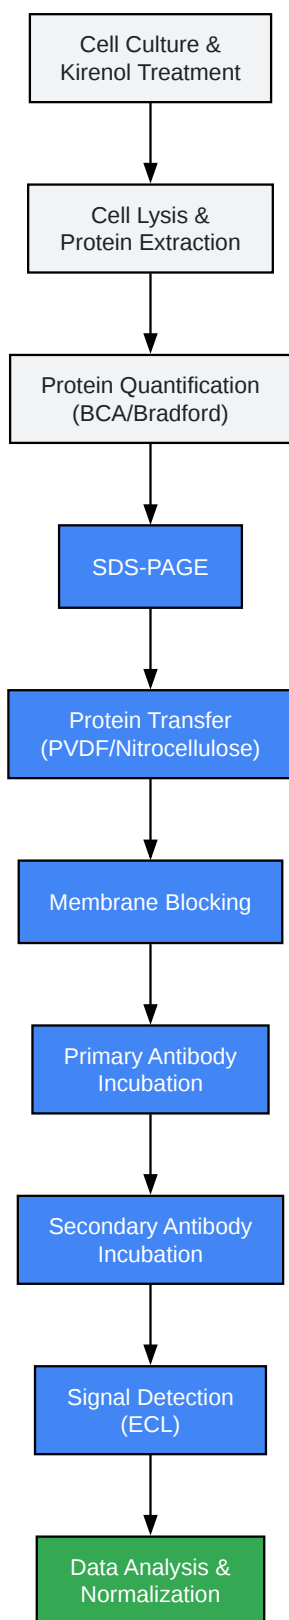 Cell Culture &
Kirenol Treatment
Cell Lysis &
Protein Extraction
Protein Quantification
(BCA/Bradford)
SDS-PAGE
Protein Transfer
(PVDF/Nitrocellulose)
Membrane Blocking
Primary Antibody
Incubation
Secondary Antibody
Incubation
Signal Detection
(ECL)
Data Analysis &
Normalization